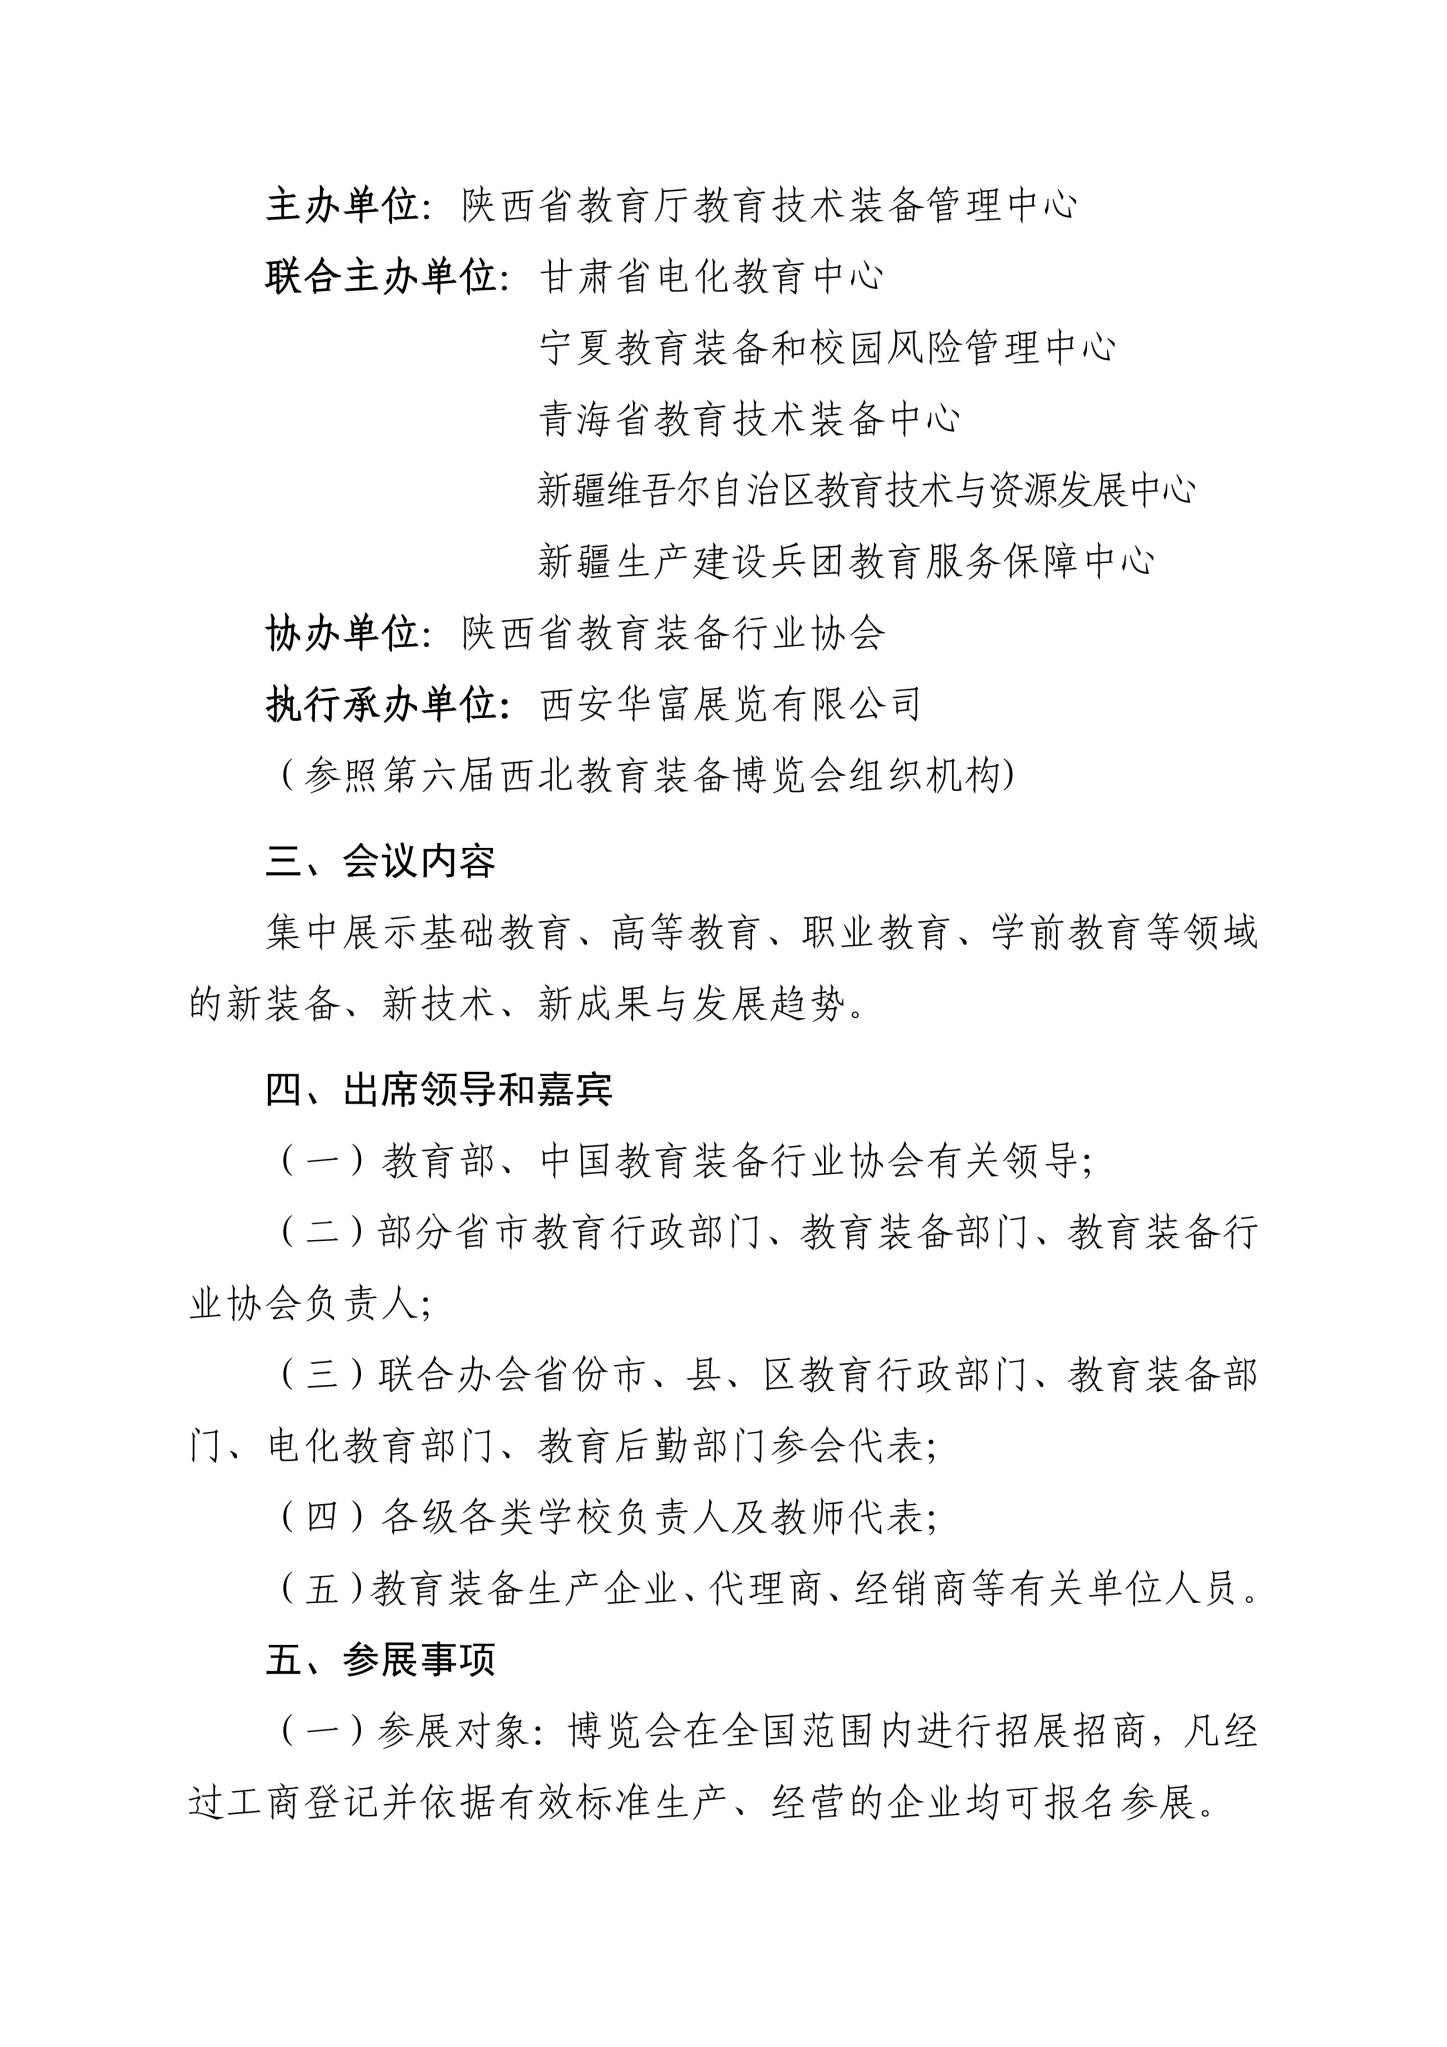 主办单位：陕西省教育厅教育技术装备管理中心
联合主办单位：甘肃省电化教育中心
宁夏教育装备和校园风险管理中心
青海省教育技术装备中心
新疆维吾尔自治区教育技术与资源发展中心
新疆生产建设兵团教育服务保障中心
协办单位：陕西省教育装备行业协会
执行承办单位：西安华富展览有限公司
（参照第六届西北教育装备博览会组织机构)
三、会议内容
集中展示基础教育、高等教育、职业教育、学前教育等领域
的新装备、新技术、新成果与发展趋势。
四、出席领导和嘉宾
（一）教育部、中国教育装备行业协会有关领导；
（二）部分省市教育行政部门、教育装备部门、教育装备行
业协会负责人；
（三）联合办会省份市、县、区教育行政部门、教育装备部
门、电化教育部门、教育后勤部门参会代表；
（四）各级各类学校负责人及教师代表；
（五）教育装备生产企业、代理商、经销商等有关单位人员。
五、参展事项
（一）参展对象：博览会在全国范围内进行招展招商，凡经
过工商登记并依据有效标准生产、经营的企业均可报名参展。